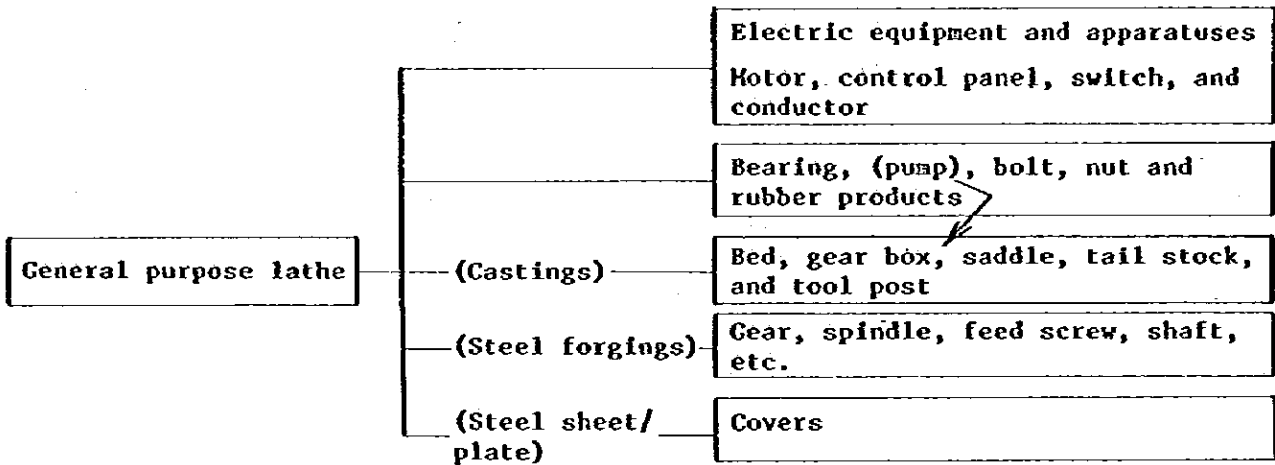 Electric equipment and apparatuses
Motor, control panel, switch, and
conductor
Bearing, (pump), bolt, nut and
rubber products
General purpose lathe
(Castings)
Bed, gear box, saddle, tail stock,
and tool post
(Steel forgings)
Gear, spindle, feed screw, shaft,
etc.
(Steel sheet/
plate)
Covers